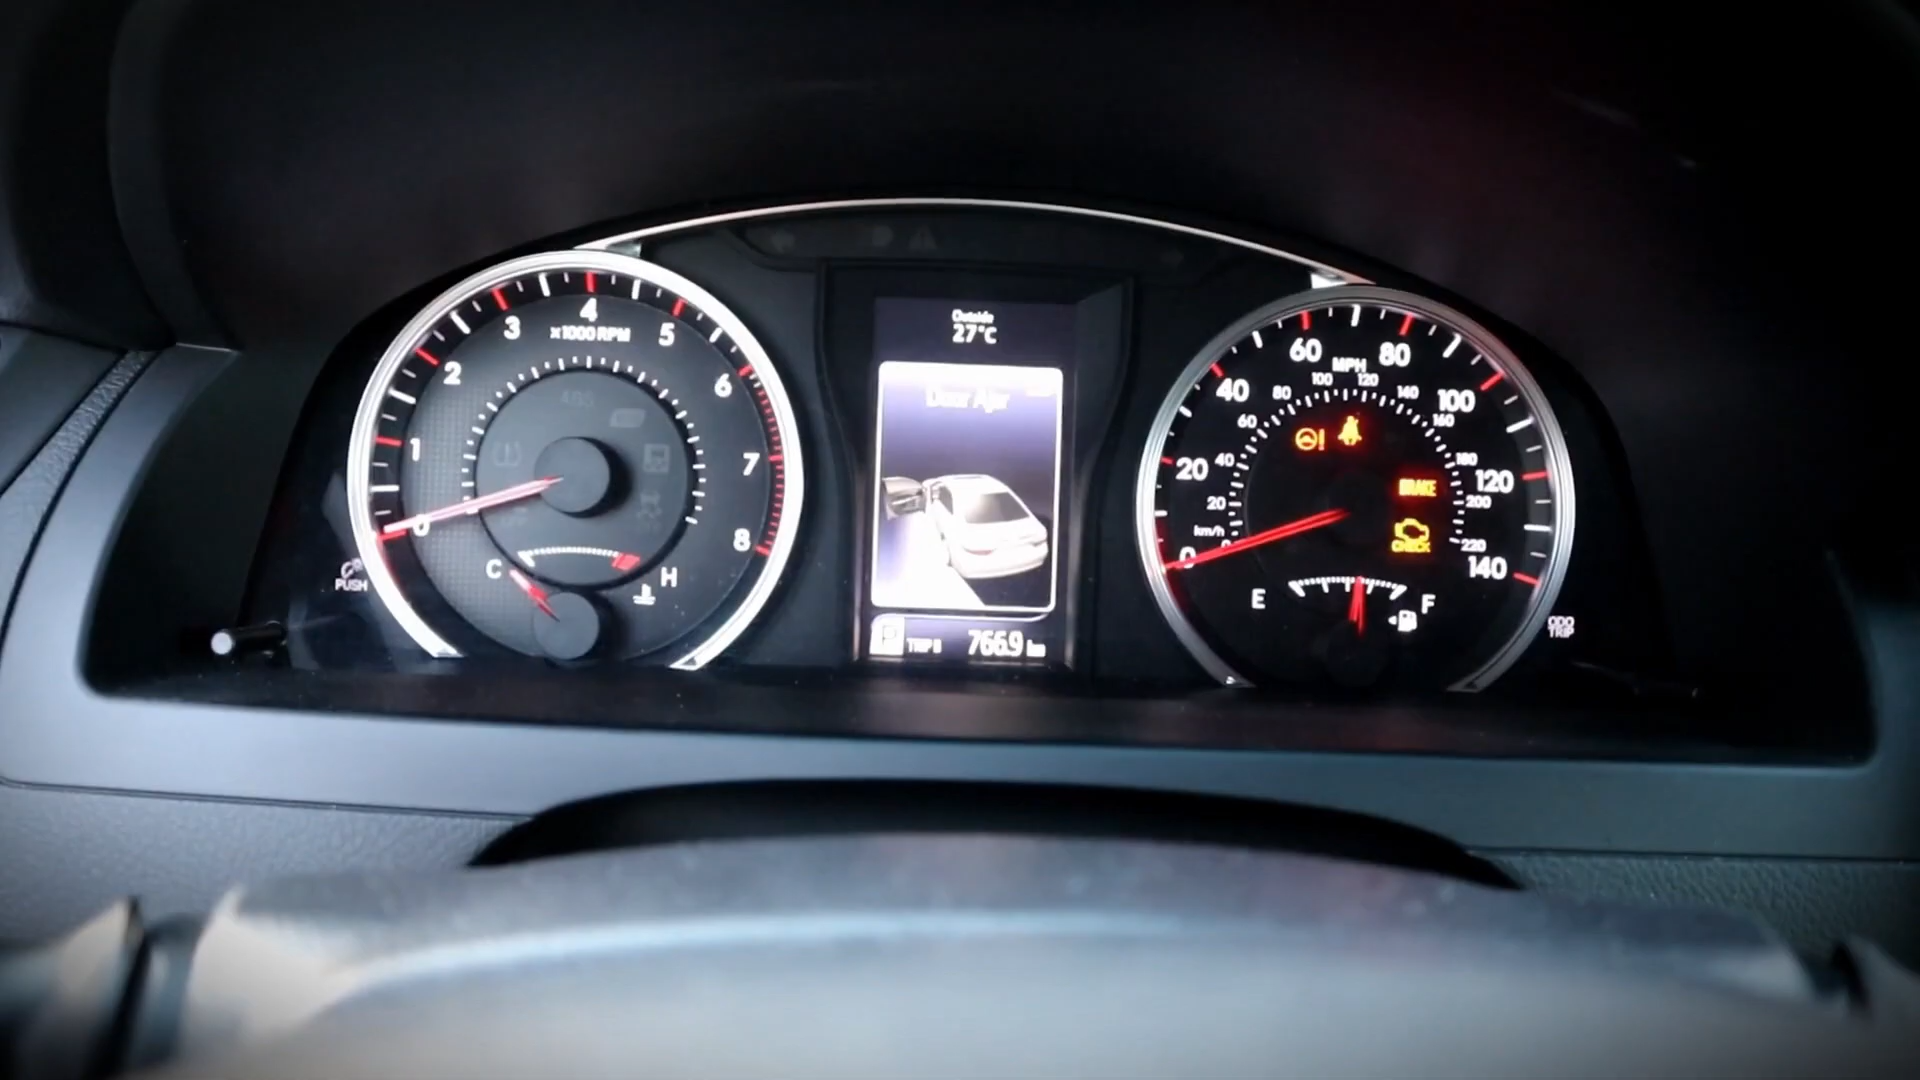 Outside
27°C
Door Ajar
TRIP B 766.9 km
1 2 3 4 5 6 7 8
x1000 RPM
0
C H
PUSH
0 20 40 60 80 100 120 140
MPH
20 40 60 80 100 120 140 160 180 200 220
km/h
BRAKE
CHECK
E F
ODO
TRIP